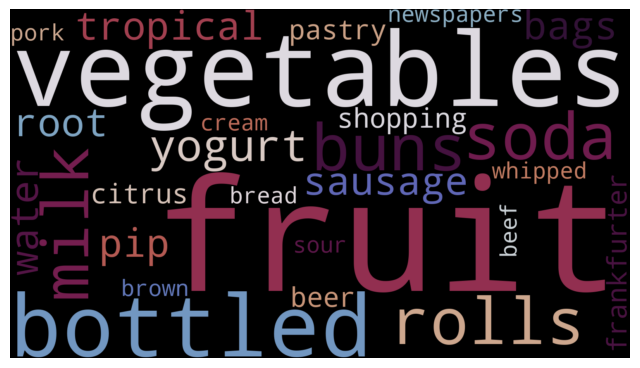 pork
tropical
pastry
newspapers
bags
vegetables
root
cream
shopping
yogurt
buns
soda
whipped
water
milk
citrus
bread
sausage
fruit
pip
sour
beef
frankfurter
brown
beer
bottled
rolls